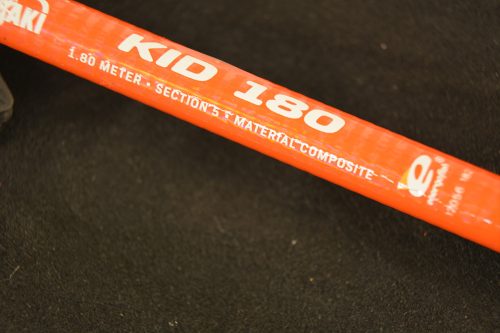 KID 180
1.80 METER • SECTION 5 • MATERIAL COMPOSITE
e